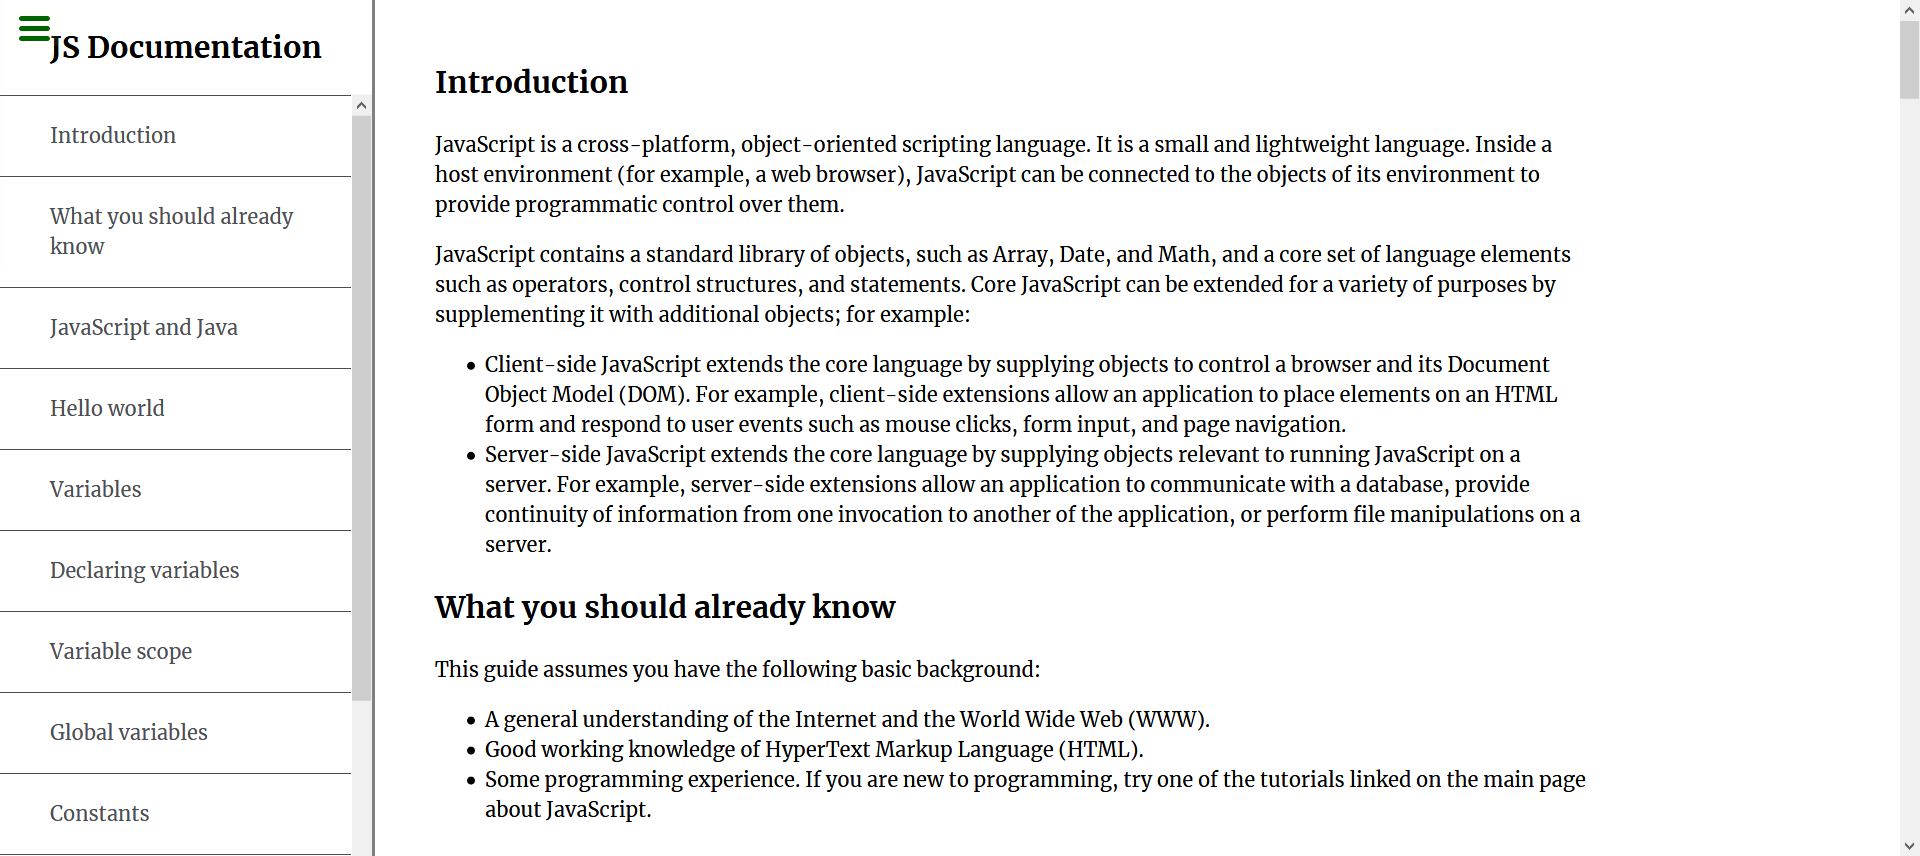 JS Documentation
Introduction
What you should already
know
JavaScript and Java
Hello world
Variables
Declaring variables
Variable scope
Global variables
Constants
Introduction
JavaScript is a cross-platform, object-oriented scripting language. It is a small and lightweight language. Inside a
host environment (for example, a web browser), JavaScript can be connected to the objects of its environment to
provide programmatic control over them.
JavaScript contains a standard library of objects, such as Array, Date, and Math, and a core set of language elements
such as operators, control structures, and statements. Core JavaScript can be extended for a variety of purposes by
supplementing it with additional objects; for example:
• Client-side JavaScript extends the core language by supplying objects to control a browser and its Document
Object Model (DOM). For example, client-side extensions allow an application to place elements on an HTML
form and respond to user events such as mouse clicks, form input, and page navigation.
• Server-side JavaScript extends the core language by supplying objects relevant to running JavaScript on a
server. For example, server-side extensions allow an application to communicate with a database, provide
continuity of information from one invocation to another of the application, or perform file manipulations on a
server.
What you should already know
This guide assumes you have the following basic background:
• A general understanding of the Internet and the World Wide Web (WWW).
• Good working knowledge of HyperText Markup Language (HTML).
• Some programming experience. If you are new to programming, try one of the tutorials linked on the main page
about JavaScript.